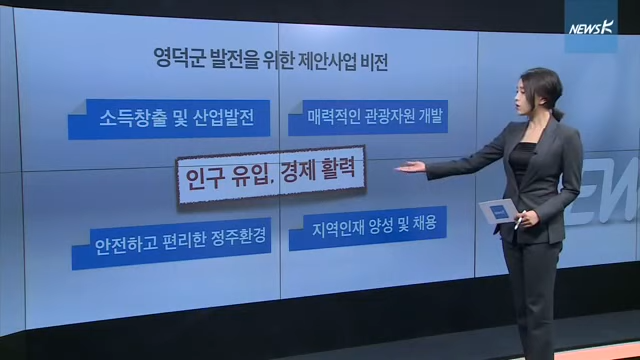 NEWSK
영덕군 발전을 위한 제안사업 비전
소득창출 및 산업발전
매력적인 관광자원 개발
인구 유입, 경제 활력
안전하고 편리한 정주환경
지역인재 양성 및 채용
EW